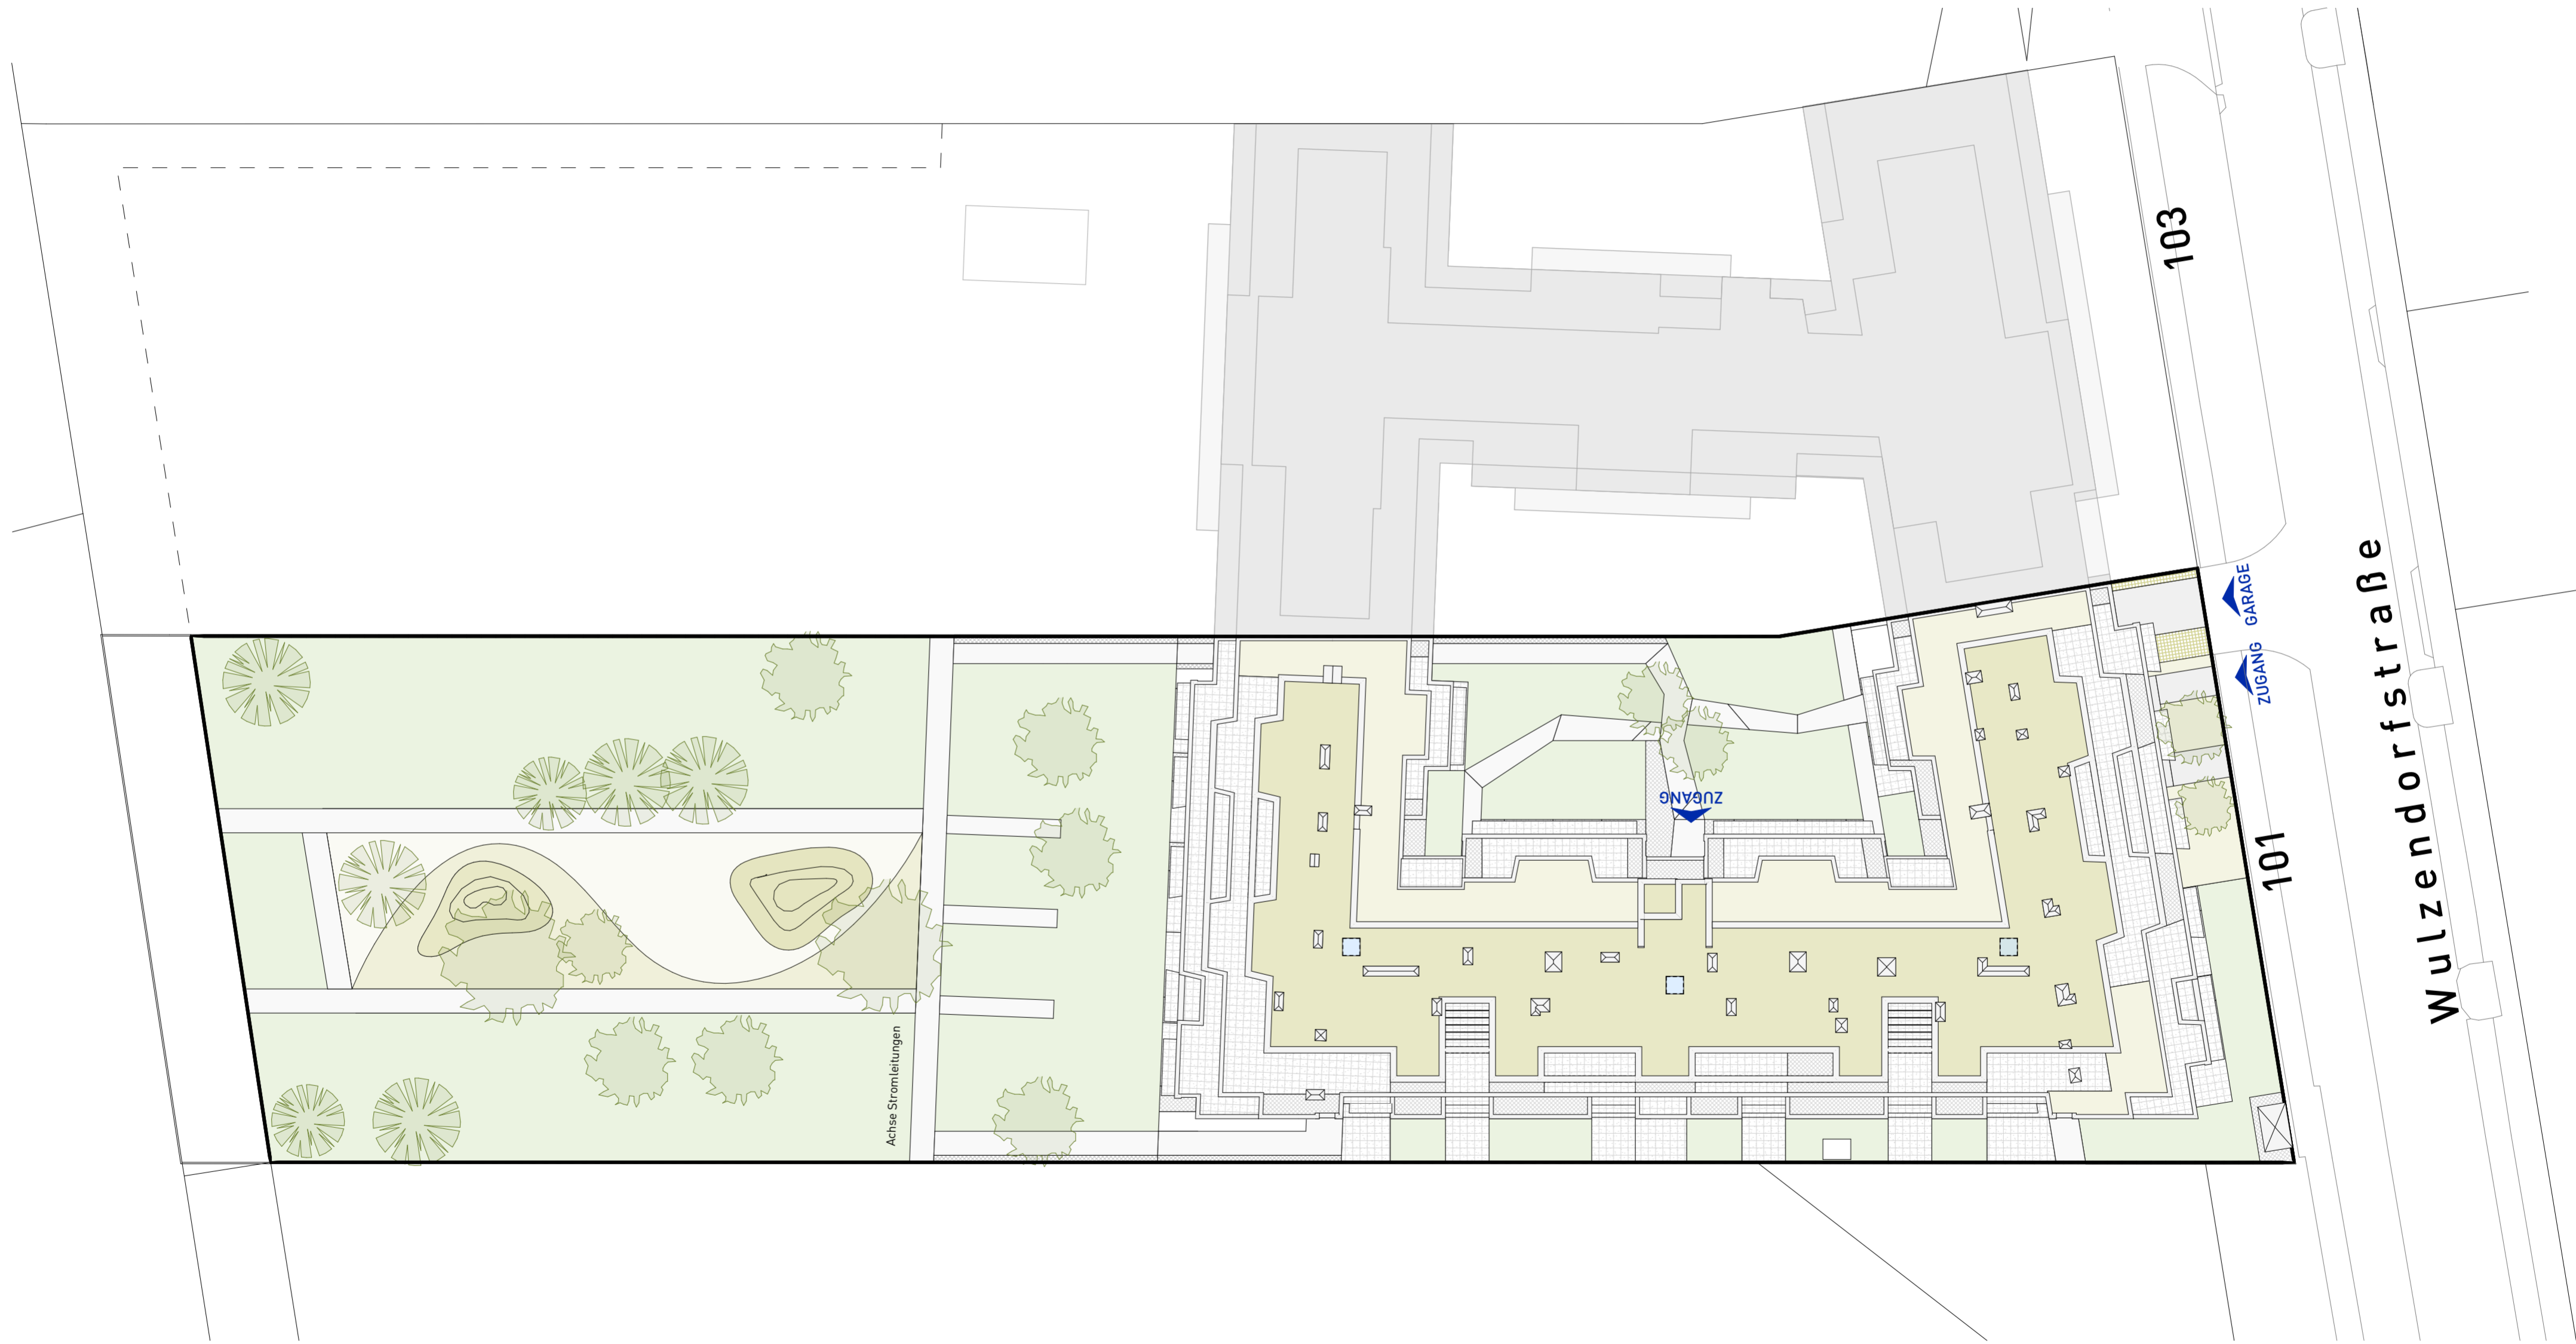 103
GARAGE
ZUGANG
Wulzendorfstraße
ZUGANG
101
Achse Stromleitungen